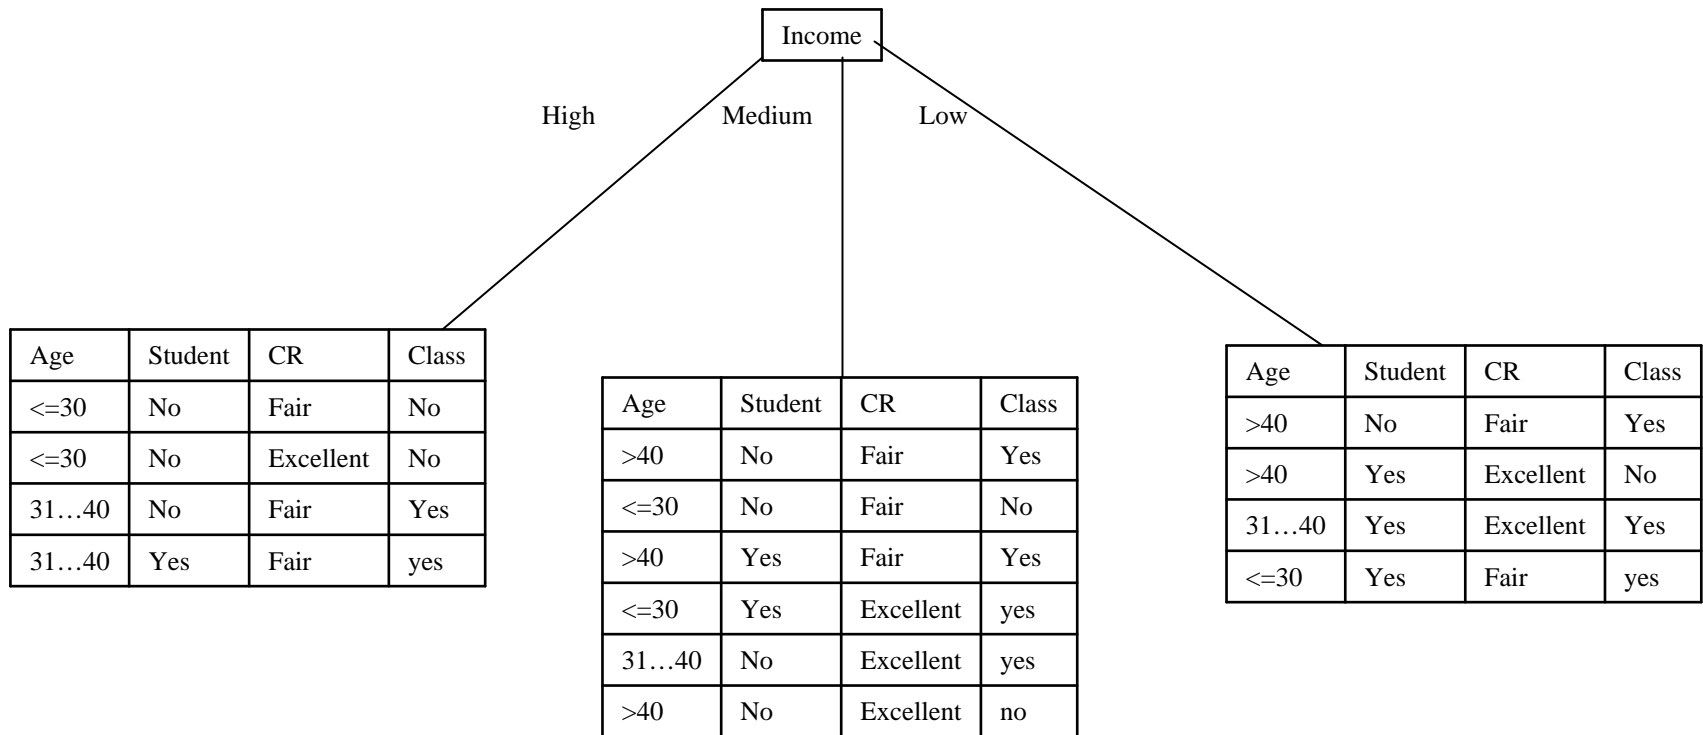 Income
High Medium Low
Age Student CR Class
<=30 No Fair No
<=30 No Excellent No
31…40 No Fair Yes
31…40 Yes Fair yes
Age Student CR Class
>40 No Fair Yes
<=30 No Fair No
>40 Yes Fair Yes
<=30 Yes Excellent yes
31…40 No Excellent yes
>40 No Excellent no
Age Student CR Class
>40 No Fair Yes
>40 Yes Excellent No
31…40 Yes Excellent Yes
<=30 Yes Fair yes